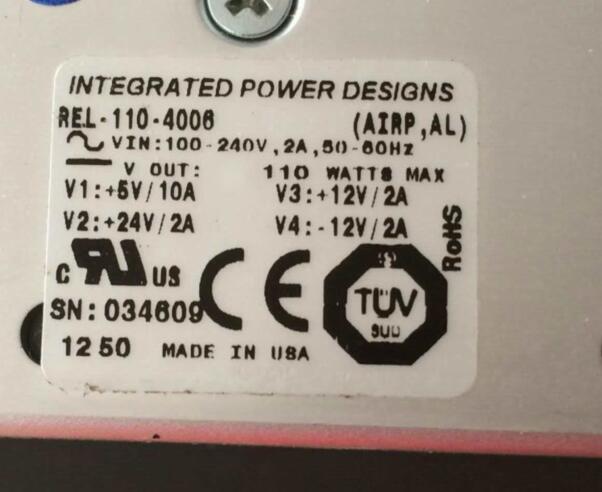 INTEGRATED POWER DESIGNS
REL-110-4006 (AIRP,AL)
VIN:100-240V,2A,50-60Hz
V OUT: 110 WATTS MAX
V1:+5V/10A V3:+12V/2A
V2:+24V/2A V4:-12V/2A
RoHS
C RU US CE TÜV
SÜD
SN:034609
1250 MADE IN USA